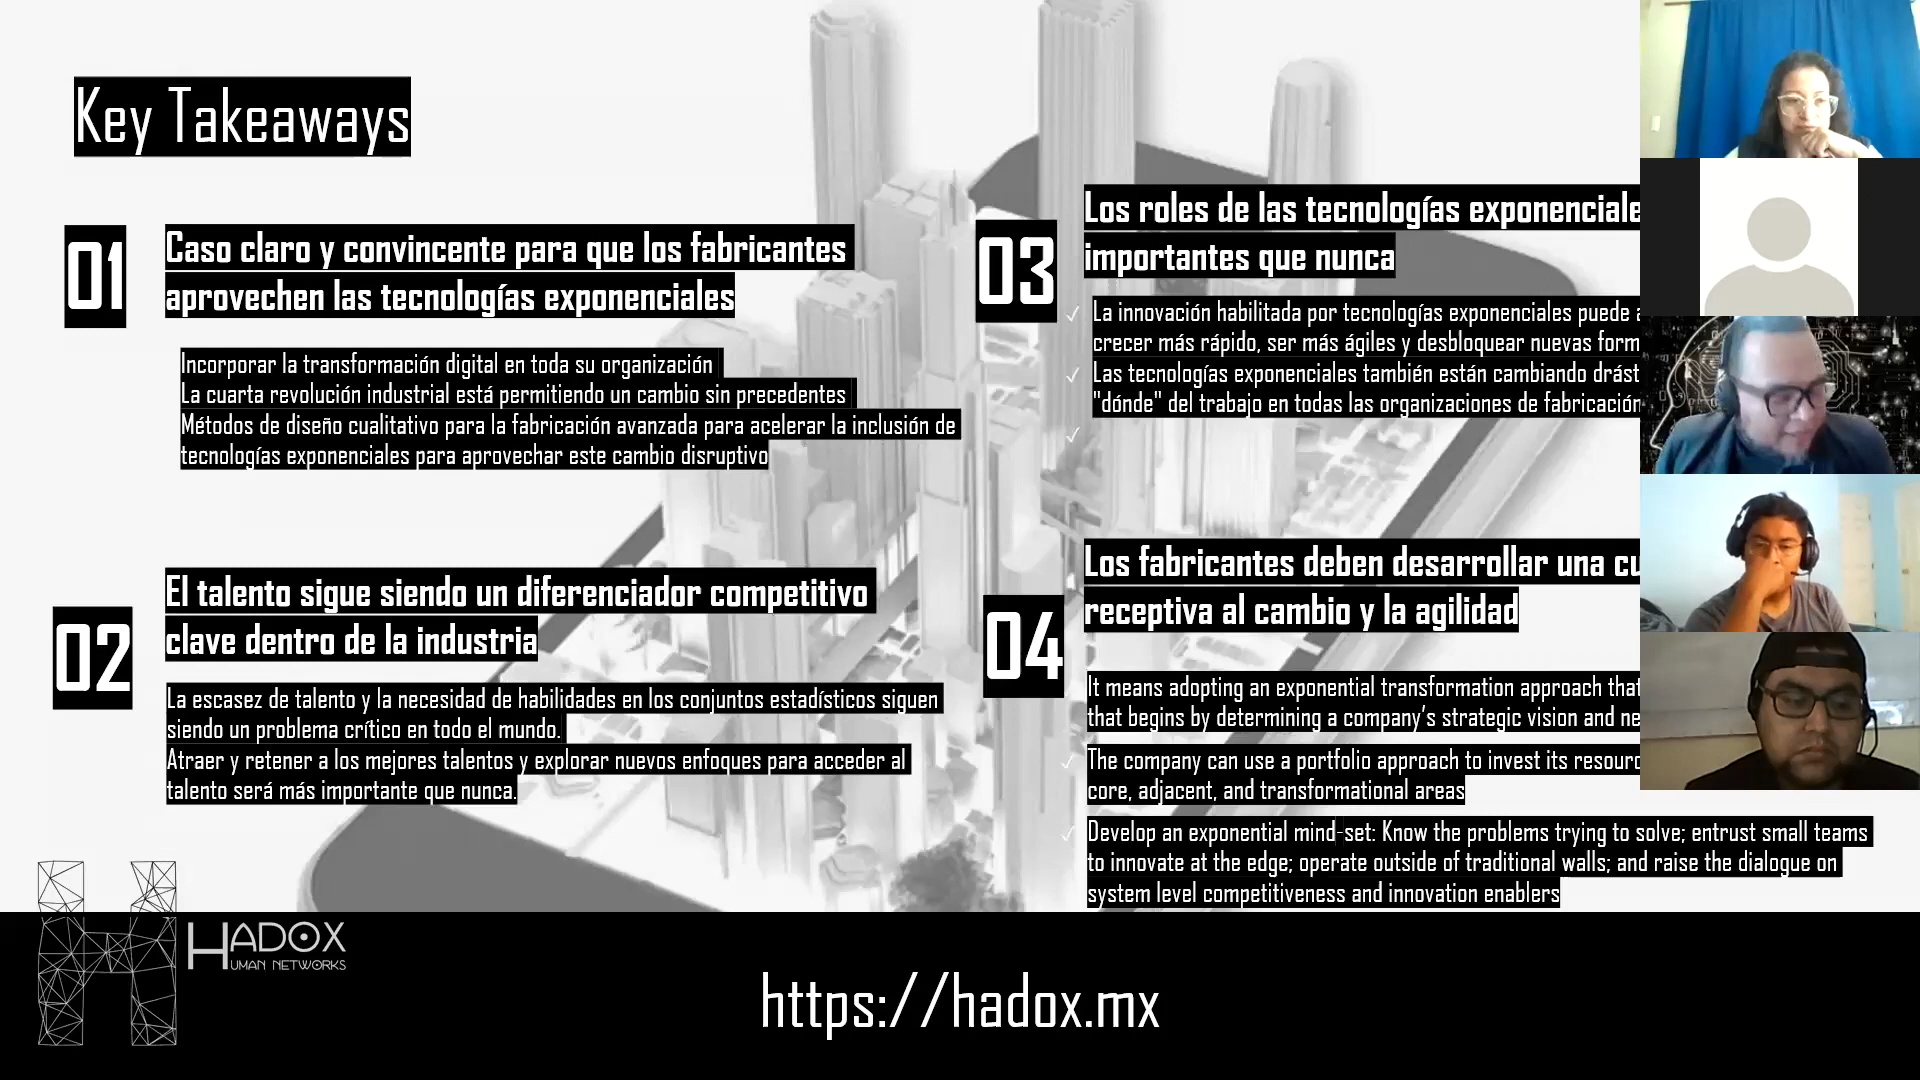 Key Takeaways
01
Caso claro y convincente para que los fabricantes
aprovechen las tecnologías exponenciales
Incorporar la transformación digital en toda su organización
La cuarta revolución industrial está permitiendo un cambio sin precedentes
Métodos de diseño cualitativo para la fabricación avanzada para acelerar la inclusión de
tecnologías exponenciales para aprovechar este cambio disruptivo
02
El talento sigue siendo un diferenciador competitivo
clave dentro de la industria
La escasez de talento y la necesidad de habilidades en los conjuntos estadísticos siguen
siendo un problema crítico en todo el mundo.
Atraer y retener a los mejores talentos y explorar nuevos enfoques para acceder al
talento será más importante que nunca.
03
Los roles de las tecnologías exponenciale
importantes que nunca
La innovación habilitada por tecnologías exponenciales puede
crecer más rápido, ser más ágiles y desbloquear nuevas form
Las tecnologías exponenciales también están cambiando drást
"dónde" del trabajo en todas las organizaciones de fabricación
04
Los fabricantes deben desarrollar una cu
receptiva al cambio y la agilidad
It means adopting an exponential transformation approach that
that begins by determining a company's strategic vision and ne
The company can use a portfolio approach to invest its resourc
core, adjacent, and transformational areas
Develop an exponential mind-set: Know the problems trying to solve; entrust small teams
to innovate at the edge; operate outside of traditional walls; and raise the dialogue on
system level competitiveness and innovation enablers
HADOX
HUMAN NETWORKS
https://hadox.mx